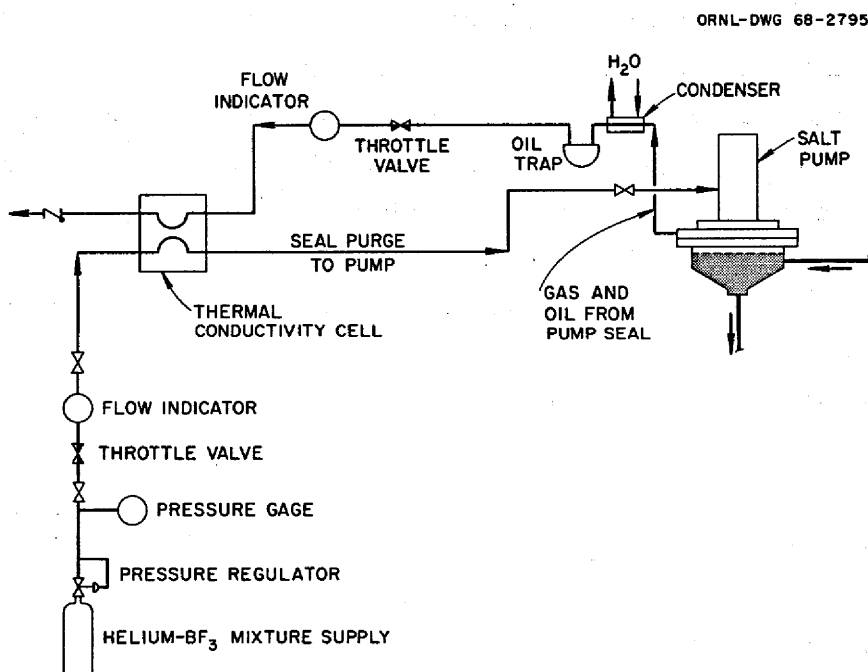 ORNL-DWG 68-2795
H₂O
FLOW
INDICATOR
CONDENSER
THROTTLE
VALVE
OIL
TRAP
SALT
PUMP
SEAL PURGE
TO PUMP
THERMAL
CONDUCTIVITY CELL
GAS AND
OIL FROM
PUMP SEAL
FLOW INDICATOR
THROTTLE VALVE
PRESSURE GAGE
PRESSURE REGULATOR
HELIUM-BF₃ MIXTURE SUPPLY